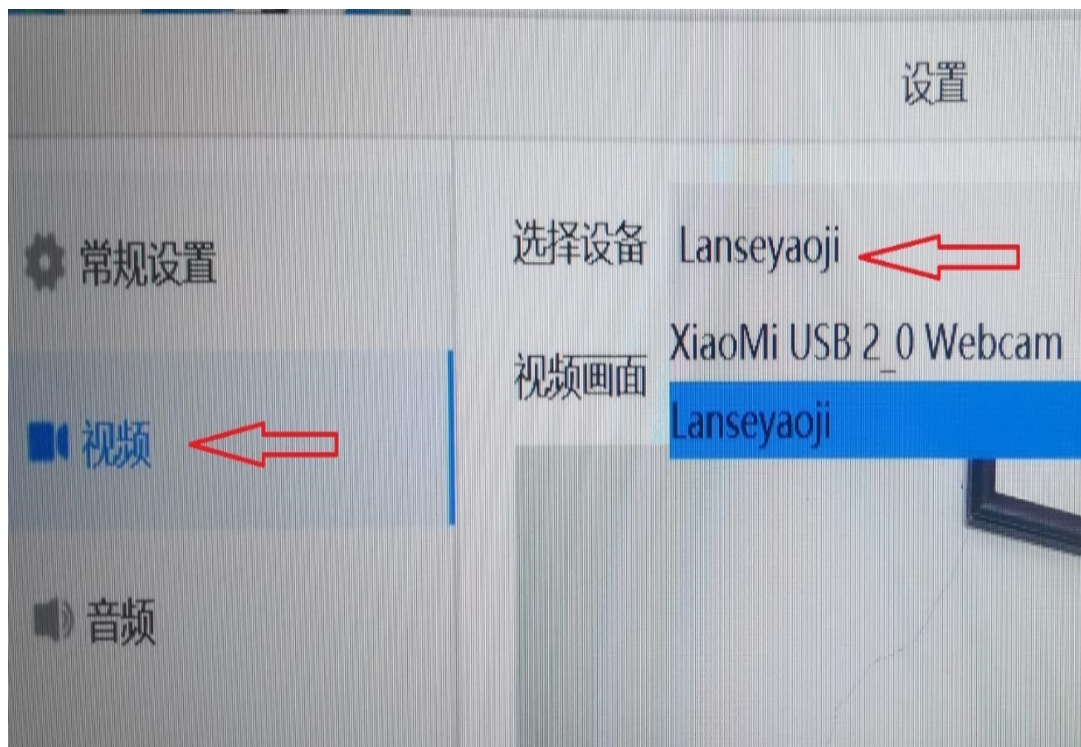 设置
常规设置
选择设备 Lanseyaoji
XiaoMi USB 2_0 Webcam
视频画面
Lanseyaoji
视频
音频